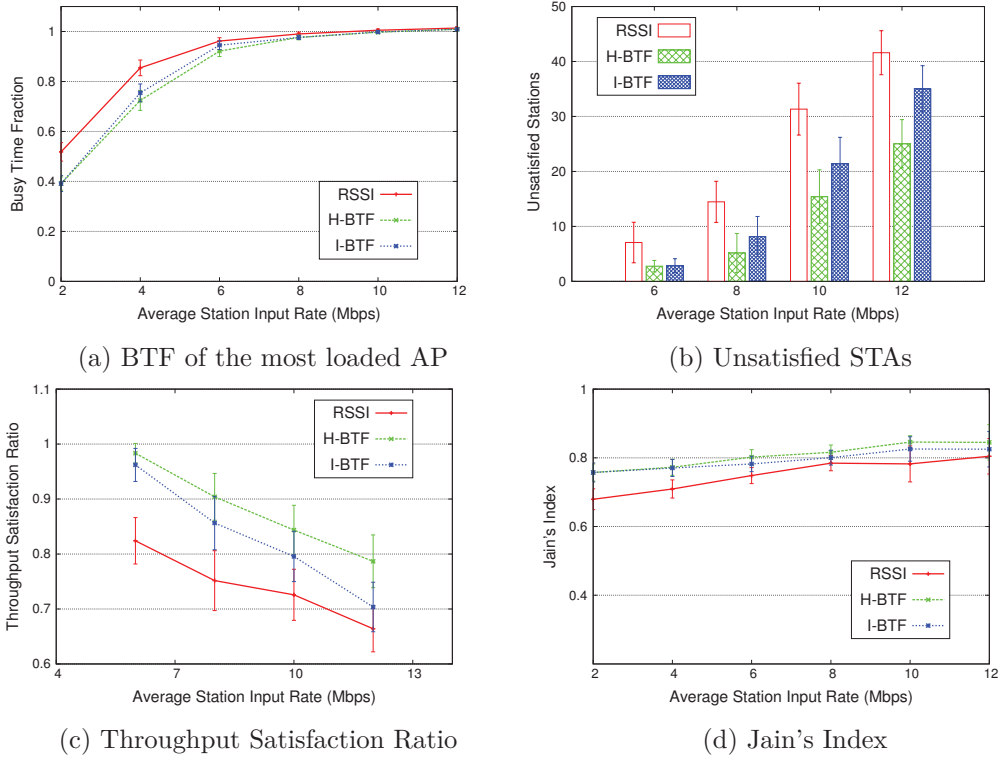 Busy Time Fraction
1
0.8
0.6
0.4
0.2
0
2
4
6
8
10
12
Average Station Input Rate (Mbps)
RSSI
H-BTF
I-BTF
(a) BTF of the most loaded AP
Unsatisfied Stations
50
40
30
20
10
0
6
8
10
12
Average Station Input Rate (Mbps)
RSSI
H-BTF
I-BTF
(b) Unsatisfied STAs
Throughput Satisfaction Ratio
1.1
1
0.9
0.8
0.7
0.6
4
7
10
13
Average Station Input Rate (Mbps)
RSSI
H-BTF
I-BTF
(c) Throughput Satisfaction Ratio
Jain's Index
1
0.8
0.6
0.4
0.2
2
4
6
8
10
12
Average Station Input Rate (Mbps)
RSSI
H-BTF
I-BTF
(d) Jain's Index